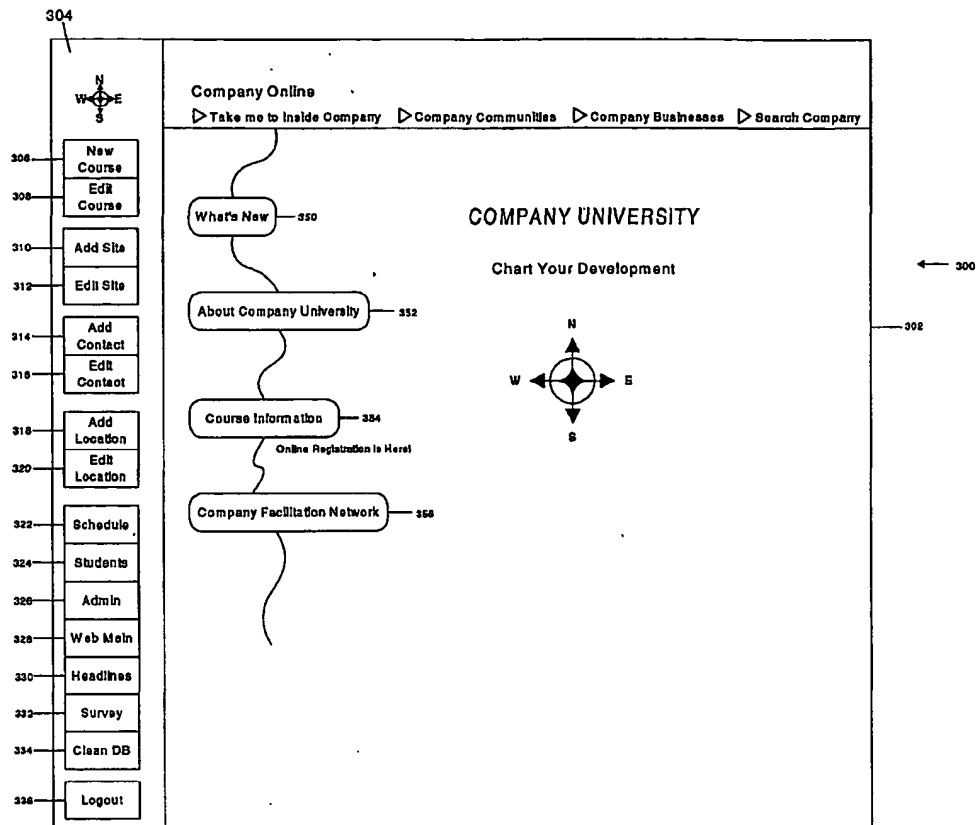 304
N
W E
S
Company Online
Take me to Inside Company Company Communities Company Businesses Search Company
306
New
Course
308
Edit
Course
310
Add Site
312
Edit Site
314
Add
Contact
316
Edit
Contact
318
Add
Location
320
Edit
Location
322
Schedule
324
Students
326
Admin
328
Web Main
330
Headlines
332
Survey
334
Clean DB
336
Logout
What's New
350
About Company University
352
Course Information
354
Online Registration is Here!
Company Facilitation Network
356
COMPANY UNIVERSITY
Chart Your Development
N
W E
S
300
302